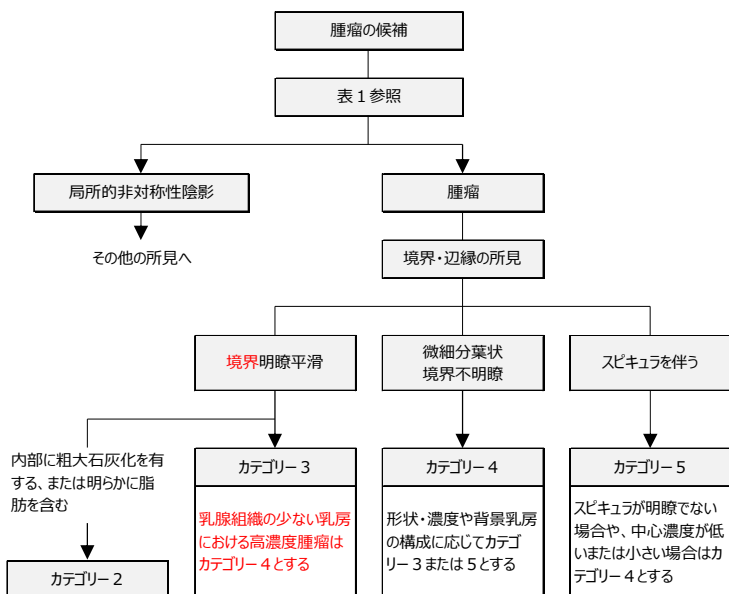 腫瘤の候補
表１参照
局所的非対称性陰影
腫瘤
その他の所見へ
境界・辺縁の所見
境界明瞭平滑
微細分葉状
境界不明瞭
スピキュラを伴う
内部に粗大石灰化を有
する、または明らかに脂
肪を含む
カテゴリー２
カテゴリー３
乳腺組織の少ない乳房
における高濃度腫瘤は
カテゴリー４とする
カテゴリー４
形状・濃度や背景乳房
の構成に応じてカテゴ
リー３または５とする
カテゴリー５
スピキュラが明瞭でない
場合や、中心濃度が低
いまたは小さい場合はカ
テゴリー４とする